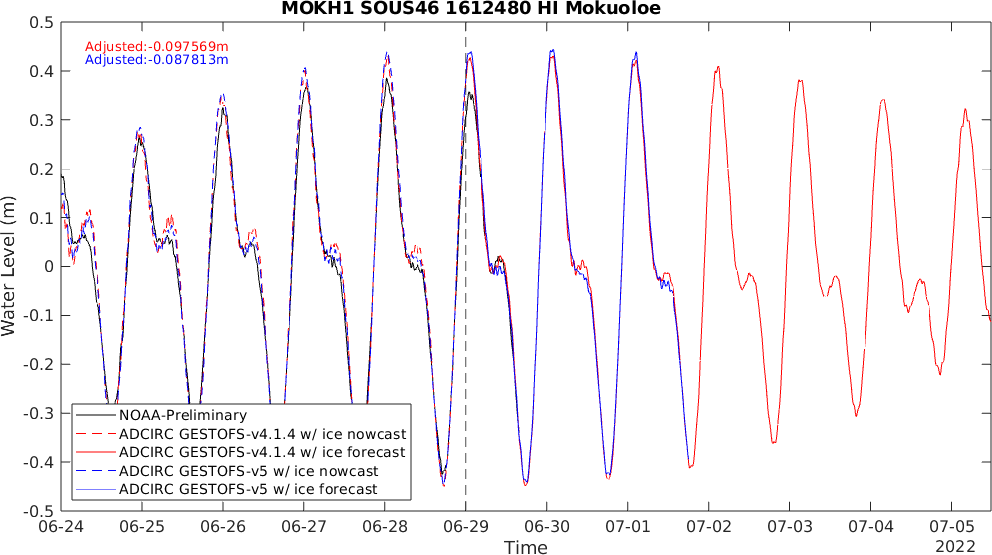 MOKH1 SOUS46 1612480 HI Mokuoloe
Adjusted:-0.097569m
Adjusted:-0.087813m
0.5
0.4
0.3
0.2
0.1
0
-0.1
-0.2
-0.3
-0.4
-0.5
Water Level (m)
NOAA-Preliminary
ADCIRC GESTOFS-v4.1.4 w/ ice nowcast
ADCIRC GESTOFS-v4.1.4 w/ ice forecast
ADCIRC GESTOFS-v5 w/ ice nowcast
ADCIRC GESTOFS-v5 w/ ice forecast
06-24 06-25 06-26 06-27 06-28 06-29 06-30 07-01 07-02 07-03 07-04 07-05
Time
2022